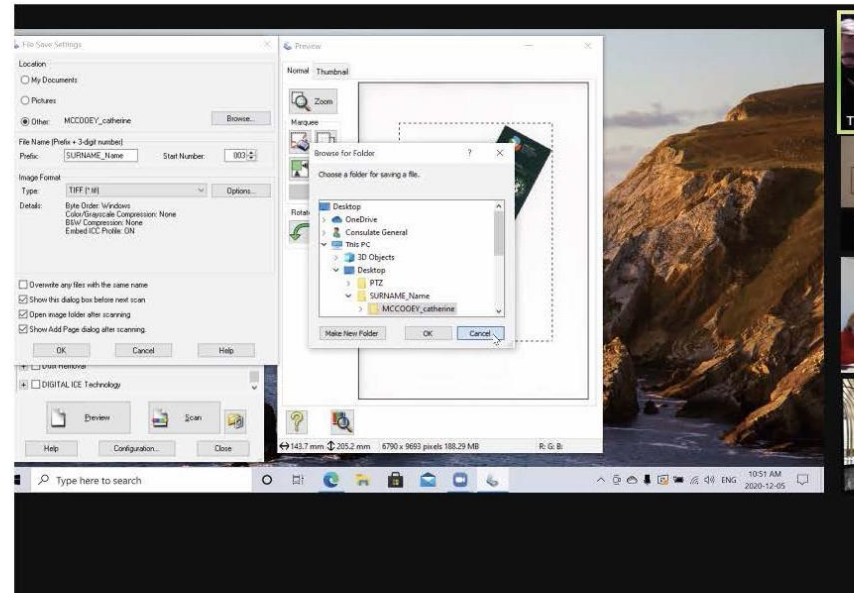 File Save Settings
Location
My Documents
Pictures
Other: MCCOOEY_catherine Browse...
File Name (Prefix + 3-digit number)
Prefix: SURNAME_Name Start Number: 003
Image Format
Type: TIFF (*.tif) Options...
Details: Byte Order: Windows
Color/Grayscale Compression: None
B&W Compression: None
Embed ICC Profile: ON
Overwrite any files with the same name
Show this dialog box before next scan
Open image folder after scanning
Show Add Page dialog after scanning.
OK Cancel Help
Dust Removal
DIGITAL ICE Technology
Preview Scan
Help Configuration... Close
Preview
Normal Thumbnail
Zoom
Marquee
Browse for Folder ?
Choose a folder for saving a file.
Desktop
OneDrive
Consulate General
This PC
3D Objects
Desktop
PTZ
SURNAME_Name
MCCOOEY_catherine
Make New Folder OK Cancel
143.7 mm 205.2 mm 6790 x 9693 pixels 188.29 MB R: G: B:
Type here to search
ENG
10:51 AM
2020-12-05
T